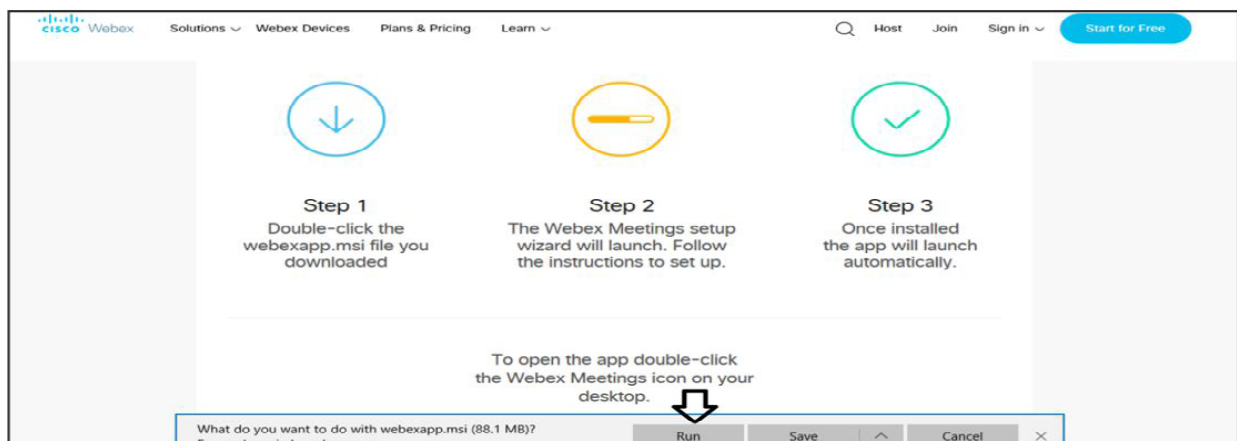 cisco Webex Solutions Webex Devices Plans & Pricing Learn Host Join Sign in Start for Free
Step 1
Double-click the
webexapp.msi file you
downloaded
Step 2
The Webex Meetings setup
wizard will launch. Follow
the instructions to set up.
Step 3
Once installed
the app will launch
automatically.
To open the app double-click
the Webex Meetings icon on your
desktop.
What do you want to do with webexapp.msi (88.1 MB)?
Run Save Cancel